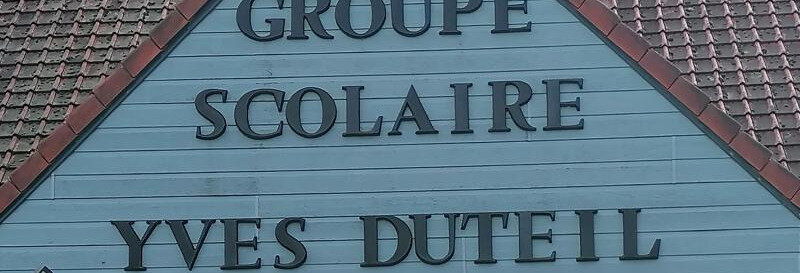 GROUPE
SCOLAIRE
YVES DUTEIL